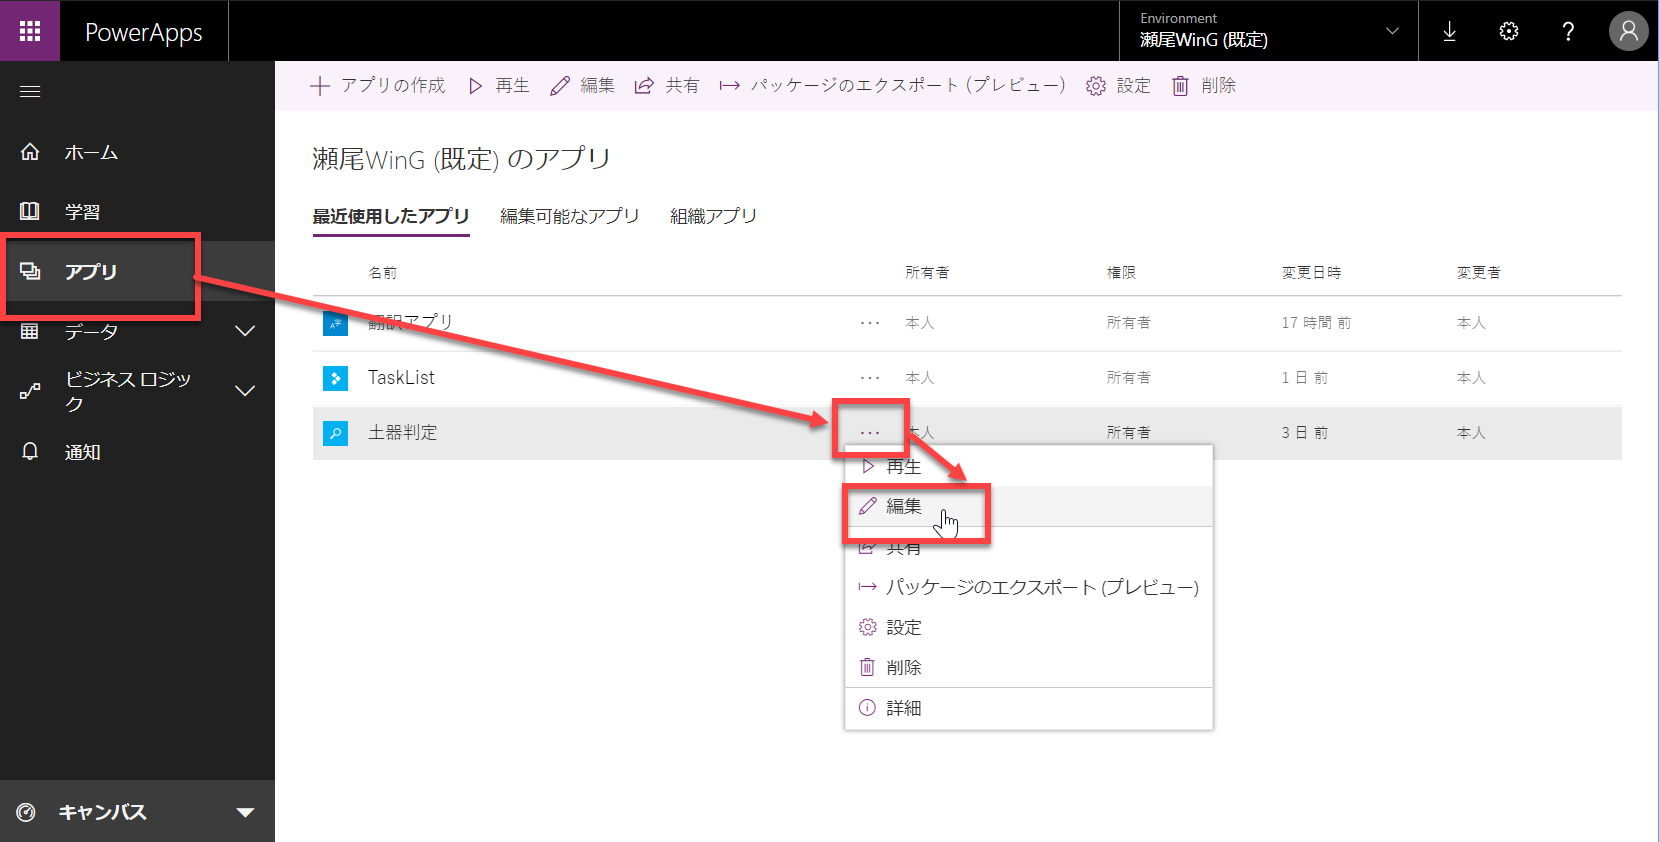 PowerApps
Environment
瀬尾WinG (既定)
アプリの作成 再生 編集 共有 パッケージのエクスポート (プレビュー) 設定 削除
ホーム
学習
アプリ
データ
ビジネス ロジッ
ク
通知
キャンバス
瀬尾WinG (既定) のアプリ
最近使用したアプリ 編集可能なアプリ 組織アプリ
名前 所有者 権限 変更日時 変更者
翻訳アプリ ... 本人 所有者 17 時間 前 本人
TaskList ... 本人 所有者 1 日 前 本人
土器判定 ... 本人 所有者 3 日 前 本人
再生
編集
共有
パッケージのエクスポート (プレビュー)
設定
削除
詳細